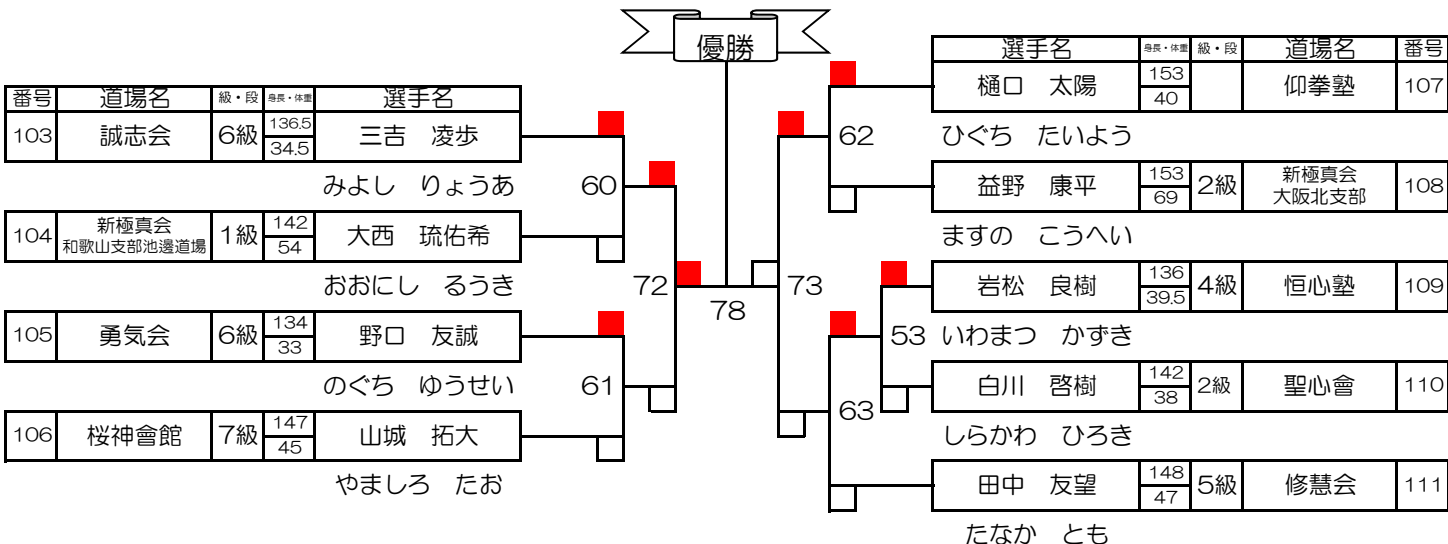 優勝
番号 道場名 級・段 身長・体重 選手名
103 誠志会 6級 136.5 34.5 三吉 凌歩
みよし りょうあ
60
104 新極真会 和歌山支部池邊道場 1級 142 54 大西 琉佑希
おおにし るうき
72
105 勇気会 6級 134 33 野口 友誠
のぐち ゆうせい
61
106 桜神會館 7級 147 45 山城 拓大
やましろ たお
78
選手名 身長・体重 級・段 道場名 番号
樋口 太陽 153 40 仰拳塾 107
62 ひぐち たいよう
益野 康平 153 69 2級 新極真会 大阪北支部 108
ますの こうへい
73
岩松 良樹 136 39.5 4級 恒心塾 109
53 いわまつ かずき
白川 啓樹 142 38 2級 聖心會 110
63
しらかわ ひろき
田中 友望 148 47 5級 修慧会 111
たなか とも